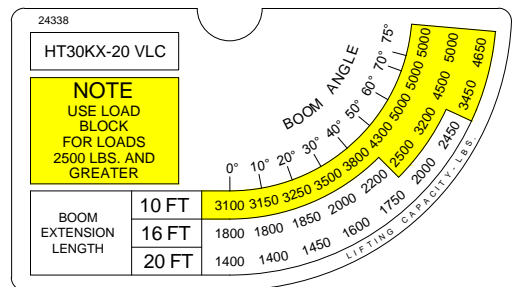 24338
HT30KX-20 VLC
NOTE
USE LOAD
BLOCK
FOR LOADS
2500 LBS. AND
GREATER
BOOM ANGLE
0° 10° 20° 30° 40° 50° 60° 70° 75°
BOOM
EXTENSION
LENGTH
10 FT 3100 3150 3250 3500 3800 4300 5000 5000 5000
16 FT 1800 1800 1850 2000 2200 2500 3200 4500 5000
20 FT 1400 1400 1450 1600 1750 2000 2450 3450 4650
LIFTING CAPACITY-LBS.